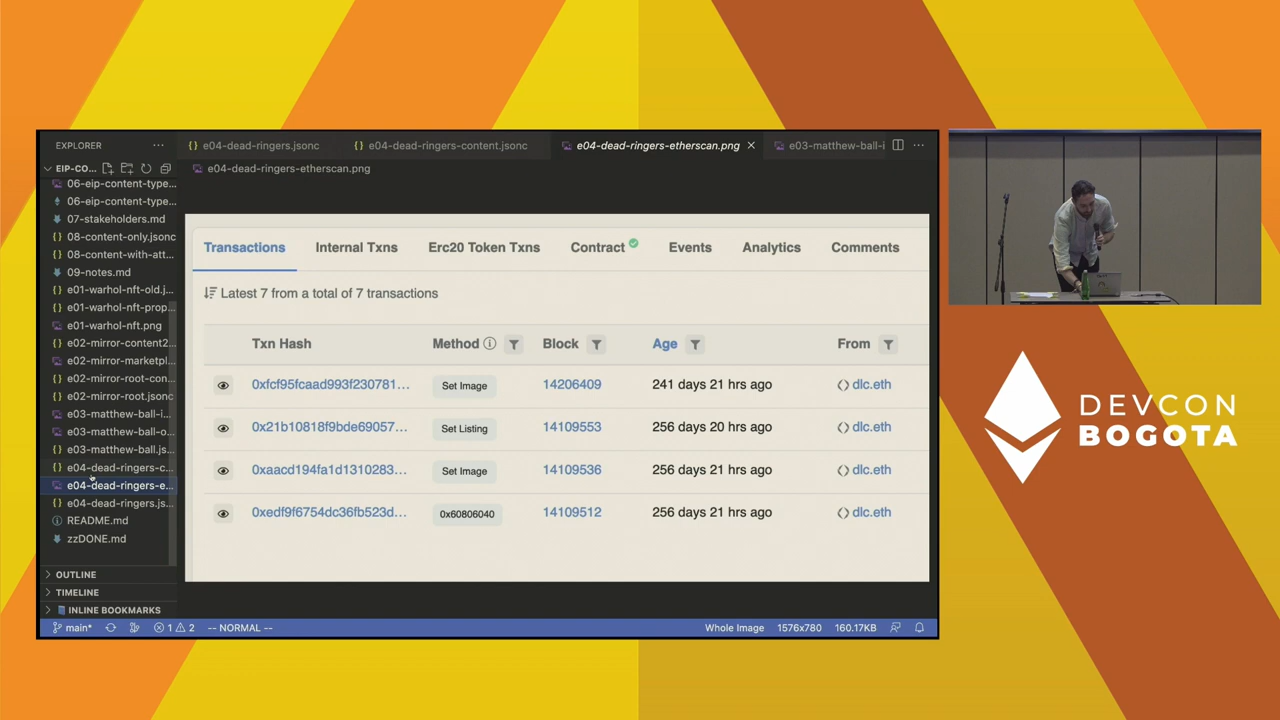 EXPLORER
EIP-CO...
06-eip-content-type...
06-eip-content-type...
07-stakeholders.md
08-content-only.jsonc
08-content-with-att...
09-notes.md
e01-warhol-nft-old.j...
e01-warhol-nft-prop...
e01-warhol-nft.png
e02-mirror-content2...
e02-mirror-marketpl...
e02-mirror-root-con...
e02-mirror-root.jsonc
e03-matthew-ball-i...
e03-matthew-ball-o...
e03-matthew-ball.js...
e04-dead-ringers-c...
e04-dead-ringers-e...
e04-dead-ringers.js...
README.md
zzDONE.md
OUTLINE
TIMELINE
INLINE BOOKMARKS
e04-dead-ringers.jsonc e04-dead-ringers-content.jsonc e04-dead-ringers-etherscan.png e03-matthew-ball-i
e04-dead-ringers-etherscan.png
Transactions Internal Txns Erc20 Token Txns Contract Events Analytics Comments
Latest 7 from a total of 7 transactions
Txn Hash Method Block Age From
0xfcf95fcaad993f230781... Set Image 14206409 241 days 21 hrs ago dlc.eth
0x21b10818f9bde69057... Set Listing 14109553 256 days 20 hrs ago dlc.eth
0xaacd194fa1d1310283... Set Image 14109536 256 days 21 hrs ago dlc.eth
0xedf9f6754dc36fb523d... 0x60806040 14109512 256 days 21 hrs ago dlc.eth
main* 1 2 -- NORMAL -- Whole Image 1576x780 160.17KB
DEVCON
BOGOTA